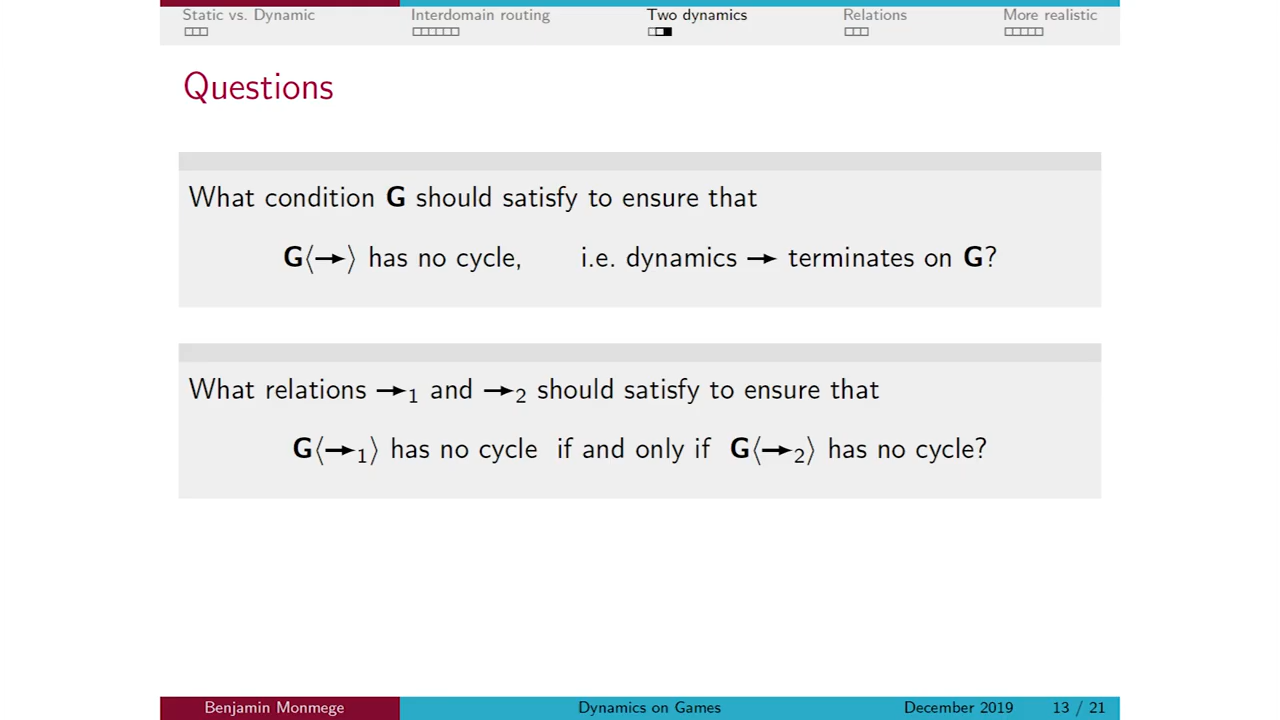 Static vs. Dynamic Interdomain routing Two dynamics Relations More realistic
Questions
What condition G should satisfy to ensure that
G⟨→⟩ has no cycle, i.e. dynamics → terminates on G?
What relations →₁ and →₂ should satisfy to ensure that
G⟨→₁⟩ has no cycle if and only if G⟨→₂⟩ has no cycle?
Benjamin Monmege Dynamics on Games December 2019 13 / 21